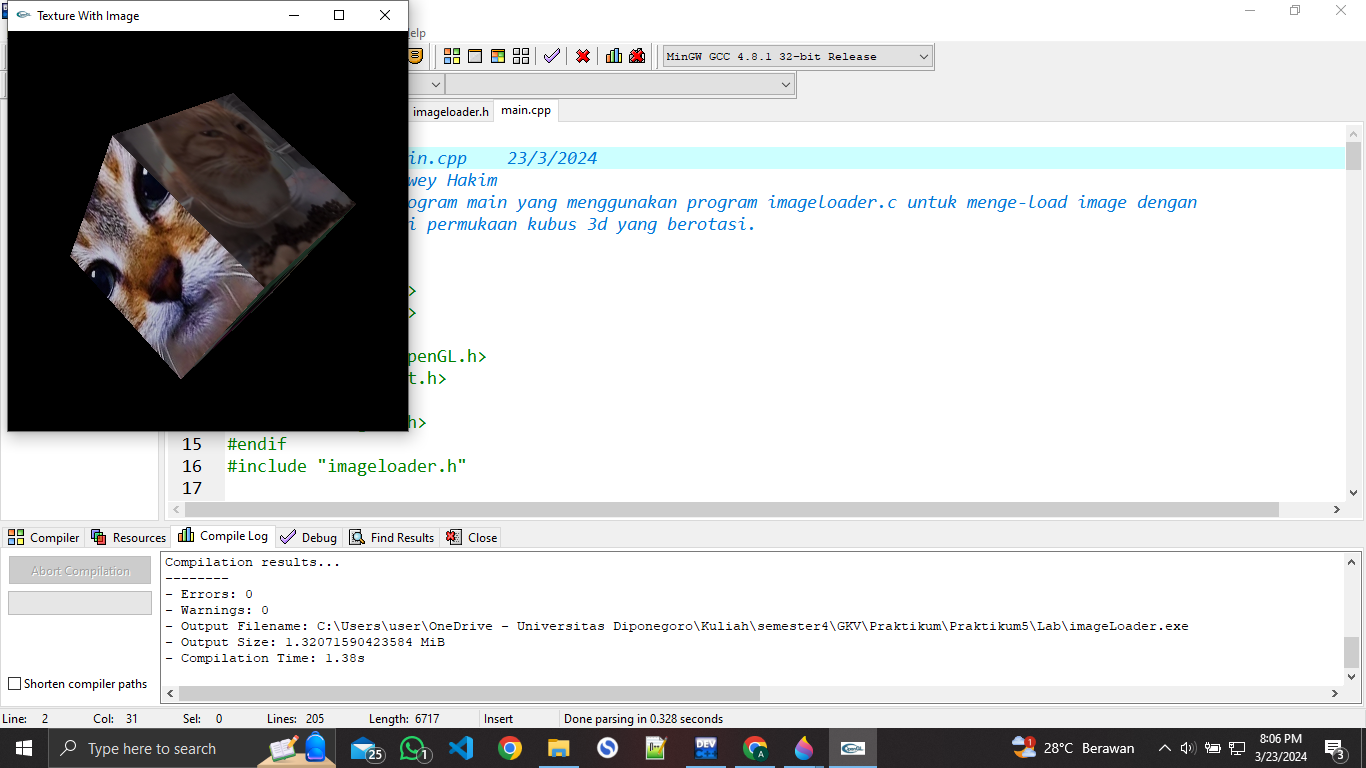 Texture With Image
elp
MinGW GCC 4.8.1 32-bit Release
imageloader.h
main.cpp
in.cpp    23/3/2024
wey Hakim
ogram main yang menggunakan program imageloader.c untuk menge-load image dengan
i permukaan kubus 3d yang berotasi.
>
>
penGL.h>
t.h>
h>
15 #endif
16 #include "imageloader.h"
17
Compiler
Resources
Compile Log
Debug
Find Results
Close
Abort Compilation
Shorten compiler paths
Compilation results...
--------
- Errors: 0
- Warnings: 0
- Output Filename: C:\Users\user\OneDrive - Universitas Diponegoro\Kuliah\semester4\GKV\Praktikum\Praktikum5\Lab\imageLoader.exe
- Output Size: 1.32071590423584 MiB
- Compilation Time: 1.38s
Line: 2 Col: 31 Sel: 0 Lines: 205 Length: 6717 Insert Done parsing in 0.328 seconds
Type here to search
25
1
DEV
A
1
28°C Berawan
8:06 PM
3/23/2024
3